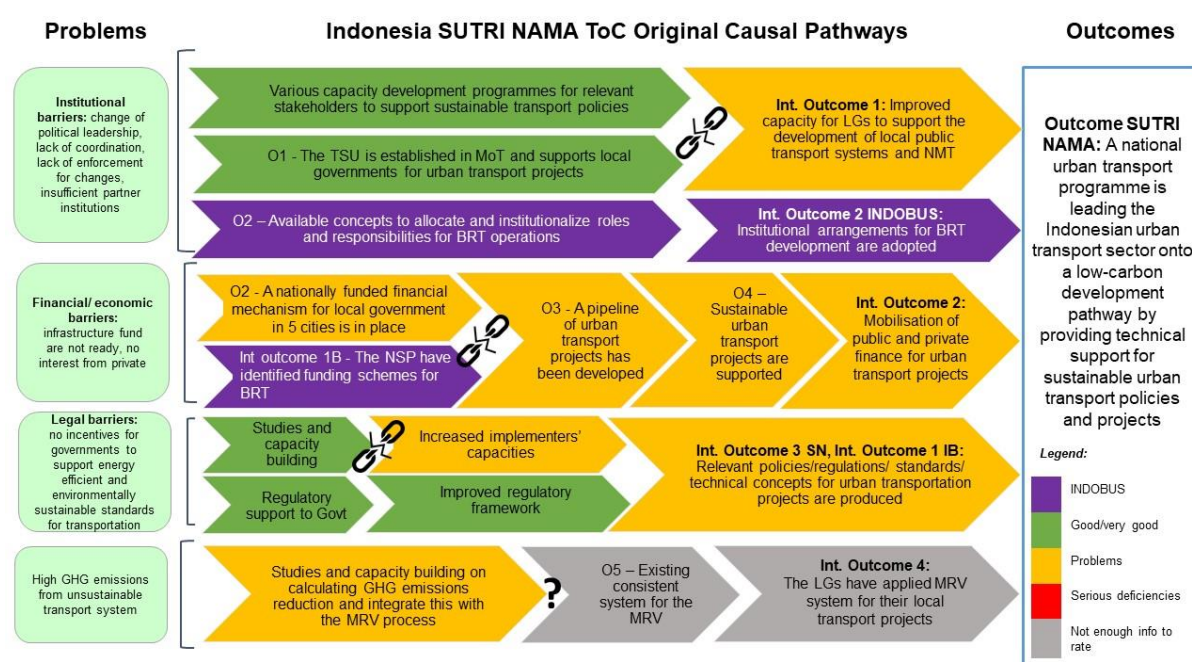 Problems
Indonesia SUTRI NAMA ToC Original Causal Pathways
Outcomes
Institutional
barriers: change of
political leadership,
lack of coordination,
lack of enforcement
for changes,
insufficient partner
institutions
Various capacity development programmes for relevant
stakeholders to support sustainable transport policies
O1 - The TSU is established in MoT and supports local
governments for urban transport projects
Int. Outcome 1: Improved
capacity for LGs to support the
development of local public
transport systems and NMT
O2 – Available concepts to allocate and institutionalize roles
and responsibilities for BRT operations
Int. Outcome 2 INDOBUS:
Institutional arrangements for BRT
development are adopted
Financial/ economic
barriers:
infrastructure fund
are not ready, no
interest from private
O2 - A nationally funded financial
mechanism for local government
in 5 cities is in place
Int outcome 1B - The NSP have
identified funding schemes for
BRT
O3 - A pipeline
of urban
transport
projects has
been developed
O4 –
Sustainable
urban
transport
projects are
supported
Int. Outcome 2:
Mobilisation of
public and private
finance for urban
transport projects
Legal barriers:
no incentives for
governments to
support energy
efficient and
environmentally
sustainable standards
for transportation
Studies and
capacity
building
Increased implementers’
capacities
Regulatory
support to Govt
Improved regulatory
framework
Int. Outcome 3 SN, Int. Outcome 1 IB:
Relevant policies/regulations/ standards/
technical concepts for urban transportation
projects are produced
High GHG emissions
from unsustainable
transport system
Studies and capacity building on
calculating GHG emissions
reduction and integrate this with
the MRV process
?
O5 – Existing
consistent
system for the
MRV
Int. Outcome 4:
The LGs have applied MRV
system for their local
transport projects
Outcome SUTRI
NAMA: A national
urban transport
programme is
leading the
Indonesian urban
transport sector onto
a low-carbon
development
pathway by
providing technical
support for
sustainable urban
transport policies
and projects
Legend:
INDOBUS
Good/very good
Problems
Serious deficiencies
Not enough info to
rate